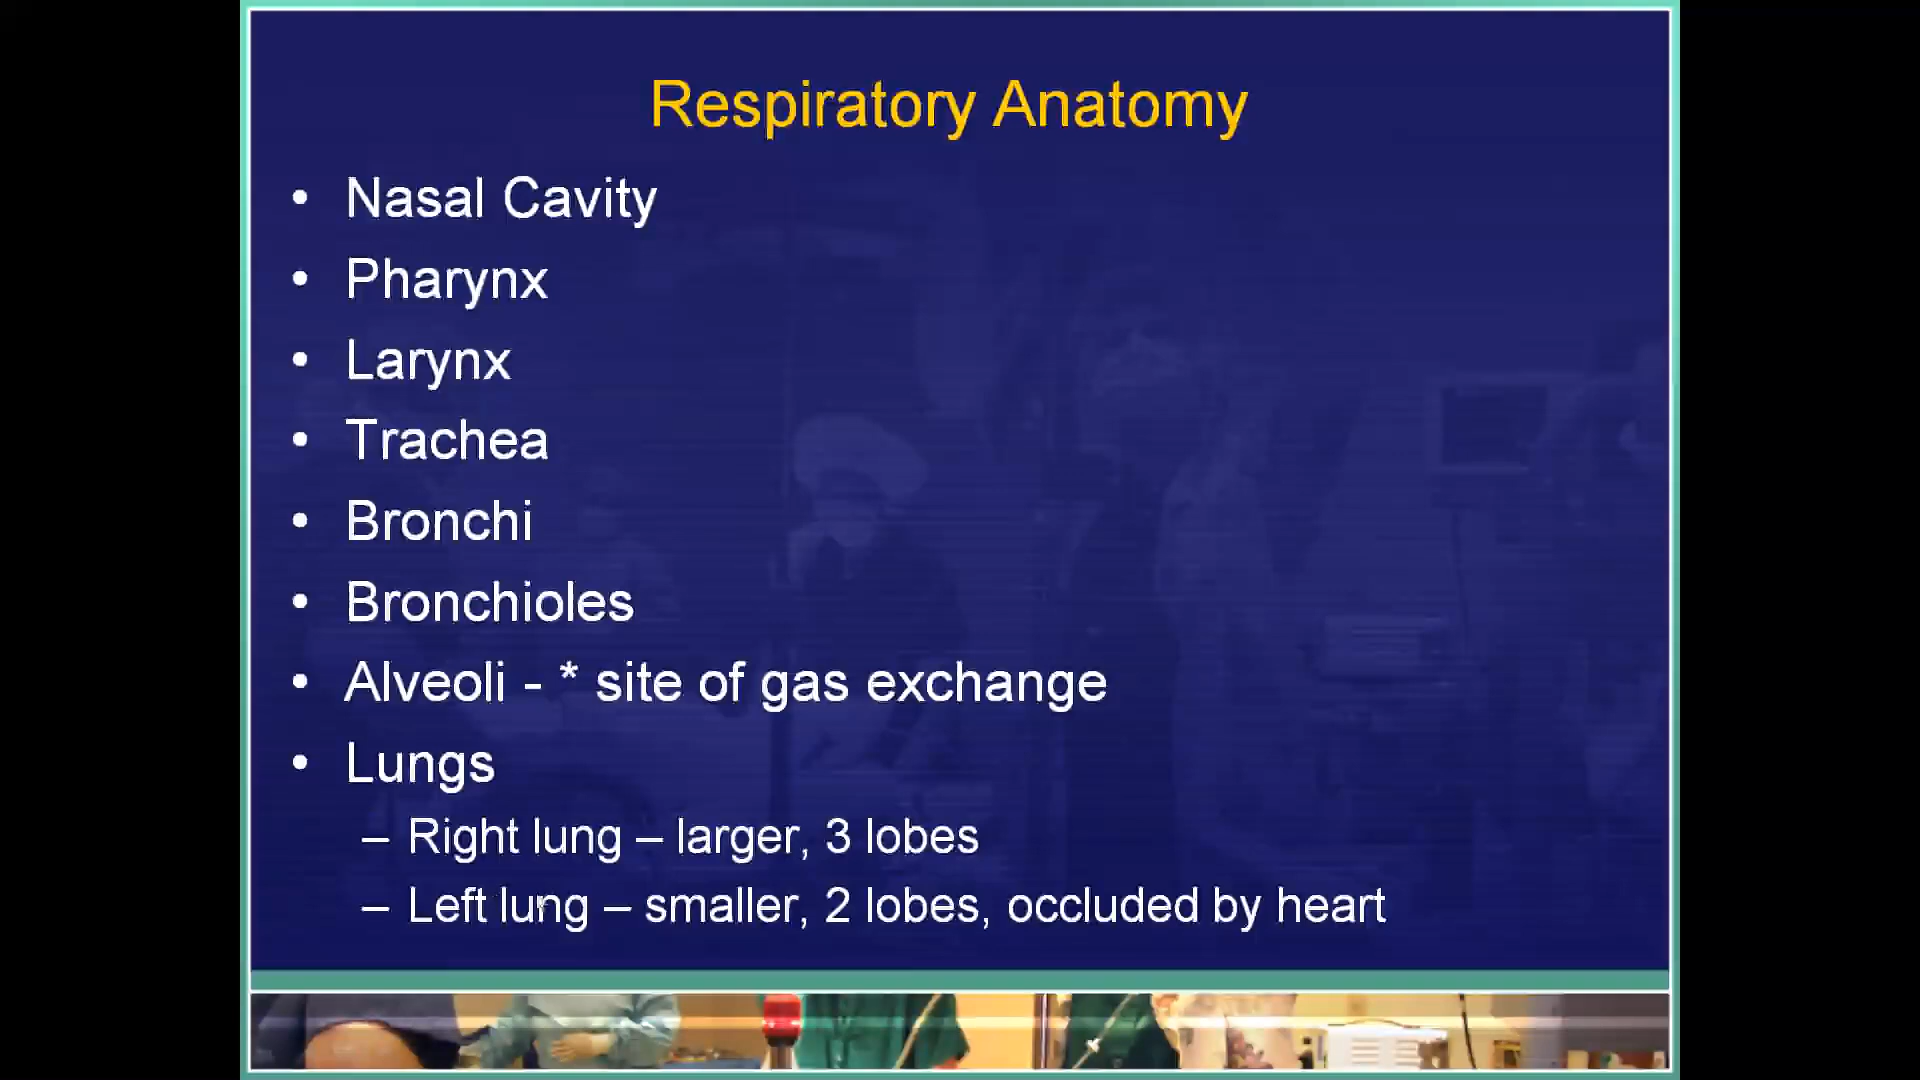 Respiratory Anatomy
• Nasal Cavity
• Pharynx
• Larynx
• Trachea
• Bronchi
• Bronchioles
• Alveoli - * site of gas exchange
• Lungs
– Right lung – larger, 3 lobes
– Left lung – smaller, 2 lobes, occluded by heart